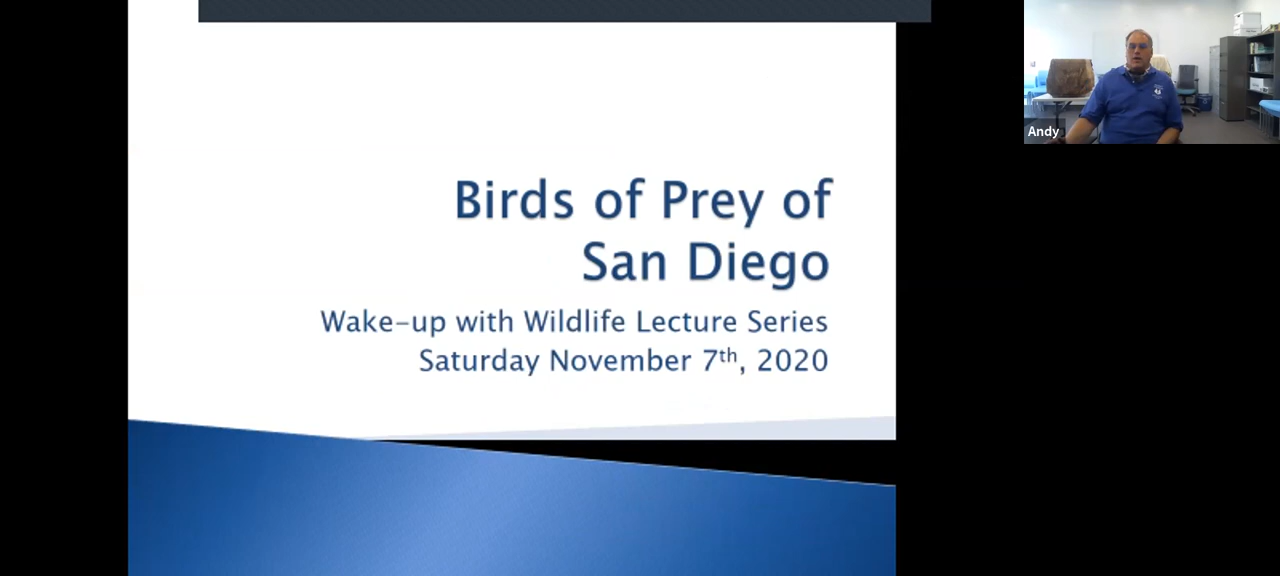 Birds of Prey of
San Diego
Wake-up with Wildlife Lecture Series
Saturday November 7th, 2020
Andy